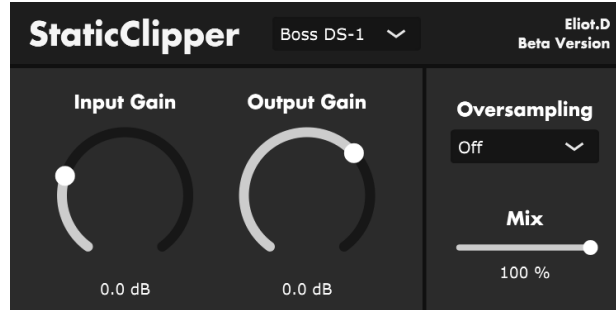 StaticClipper
Boss DS-1
Eliot.D
Beta Version
Input Gain
Output Gain
0.0 dB
0.0 dB
Oversampling
Off
Mix
100 %